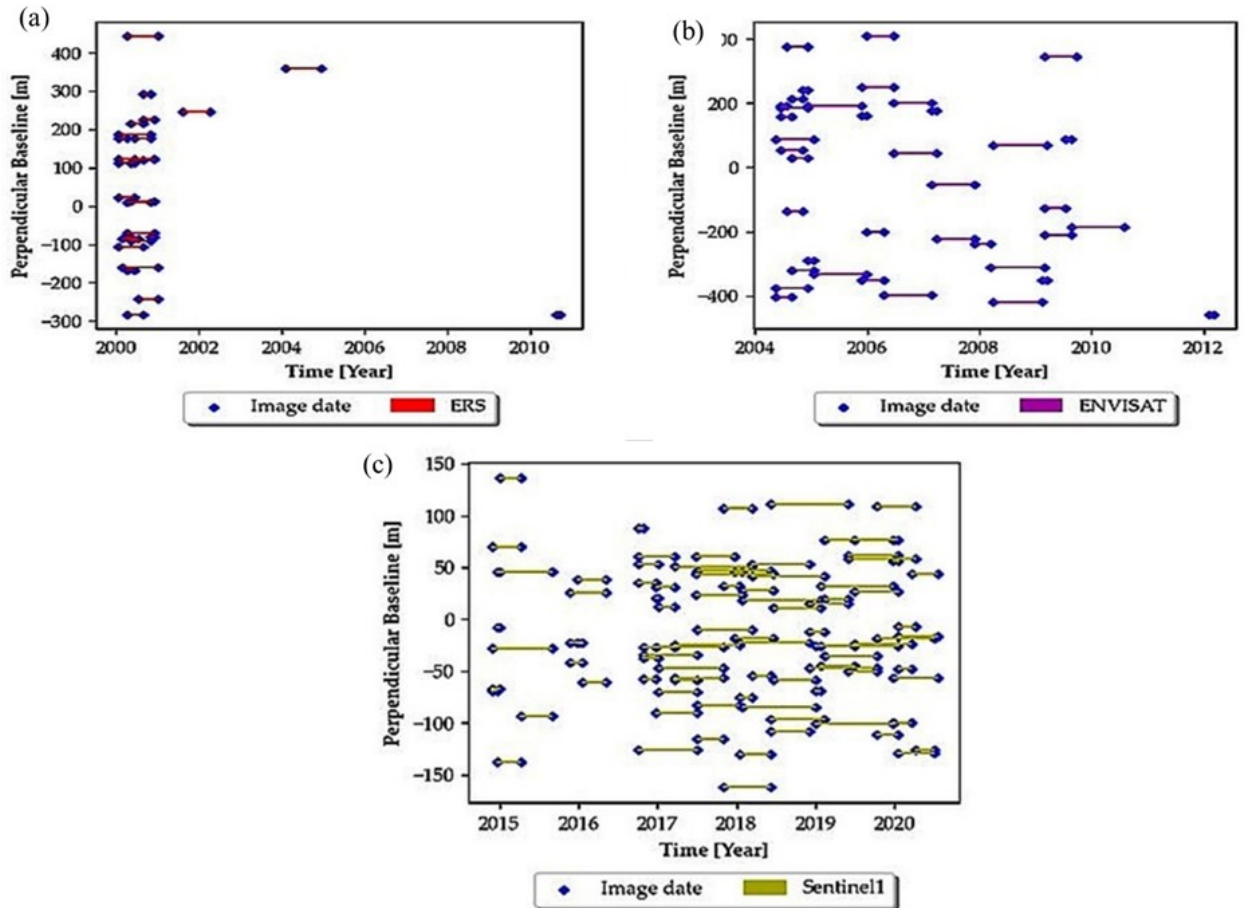 (a)
Perpendicular Baseline [m]
400
300
200
100
0
−100
−200
−300
2000 2002 2004 2006 2008 2010
Time [Year]
Image date ERS
(b)
Perpendicular Baseline [m]
00
200
0
−200
−400
2004 2006 2008 2010 2012
Time [Year]
Image date ENVISAT
(c)
Perpendicular Baseline [m]
150
100
50
0
−50
−100
−150
2015 2016 2017 2018 2019 2020
Time [Year]
Image date Sentinel1